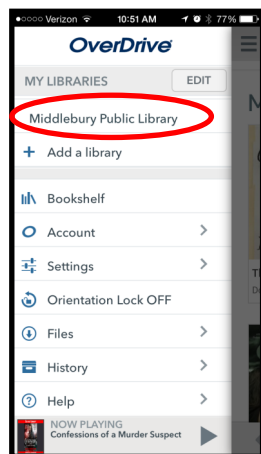 Verizon 10:51 AM 77%
OverDrive
MY LIBRARIES EDIT
Middlebury Public Library
+ Add a library
Bookshelf
Account
Settings
Orientation Lock OFF
Files
History
? Help
NOW PLAYING
Confessions of a Murder Suspect